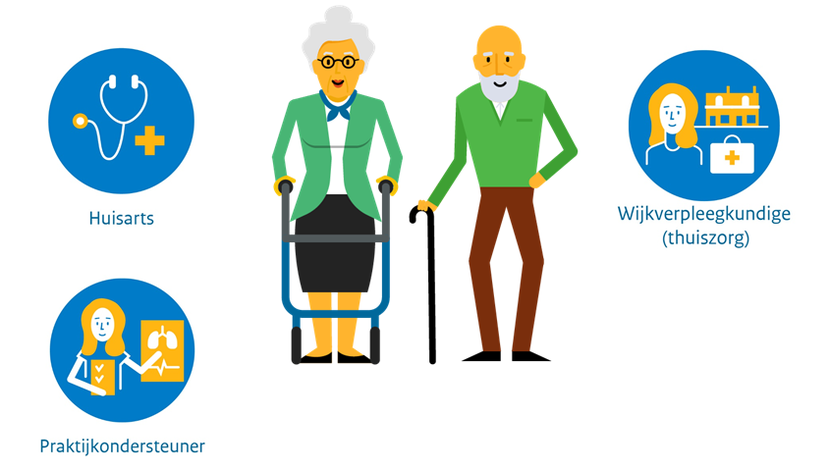 Huisarts
Wijkverpleegkundige
(thuiszorg)
Praktijkondersteuner